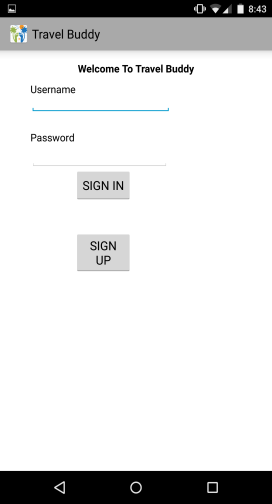 8:43
Travel Buddy
Welcome To Travel Buddy
Username
Password
SIGN IN
SIGN
UP